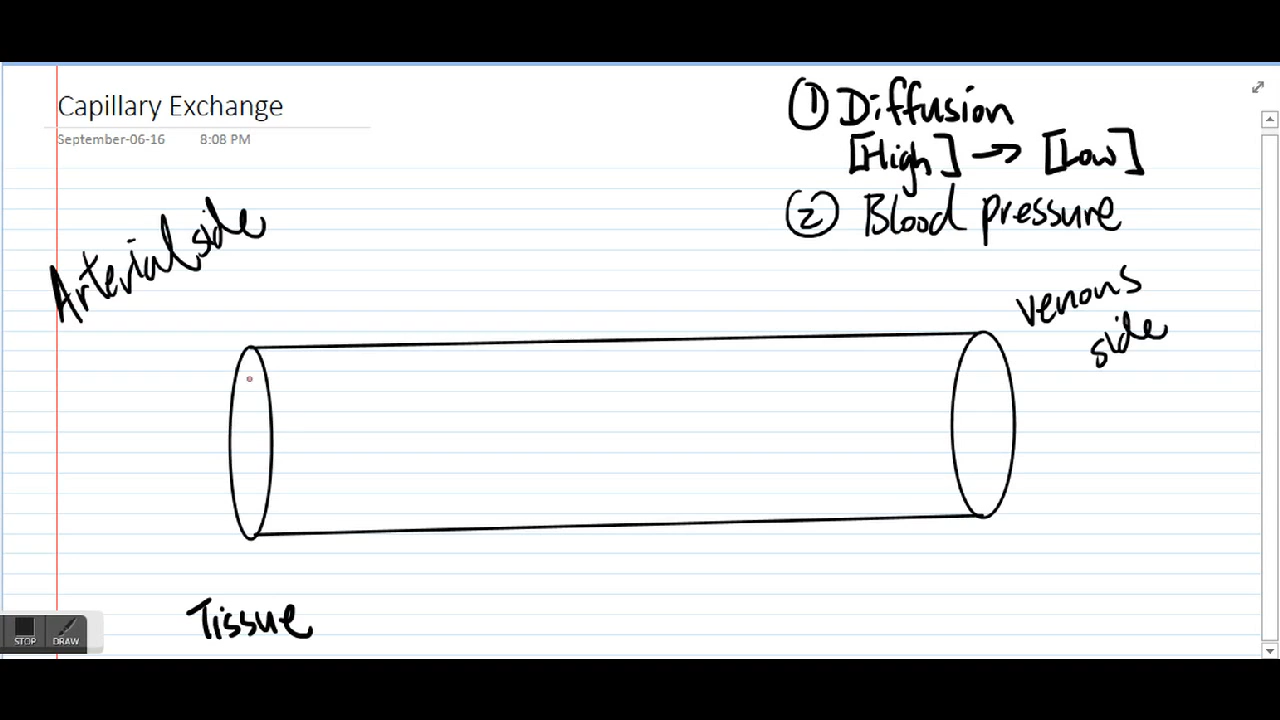 Capillary Exchange
September-06-16 8:08 PM
① Diffusion
[High] → [Low]
② Blood pressure
Arterial side
Venous
side
Tissue
STOP DRAW